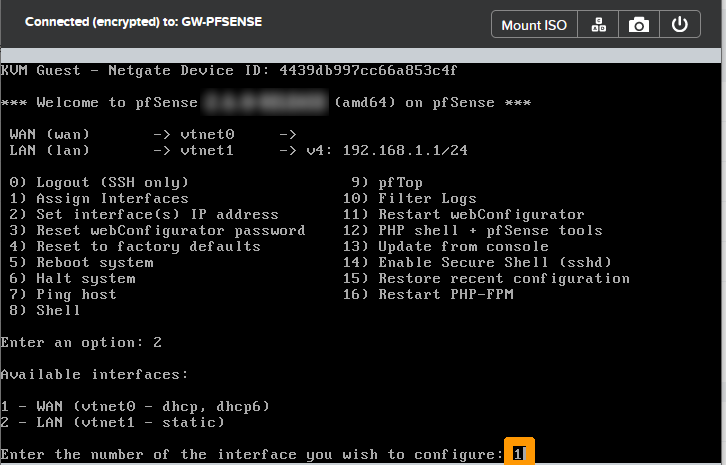 Connected (encrypted) to: GW-PFSENSE
Mount ISO
KVM Guest - Netgate Device ID: 4439db997cc66a853c4f
*** Welcome to pfSense (amd64) on pfSense ***
WAN (wan) -> vtnet0 ->
LAN (lan) -> vtnet1 -> v4: 192.168.1.1/24
0) Logout (SSH only) 9) pfTop
1) Assign Interfaces 10) Filter Logs
2) Set interface(s) IP address 11) Restart webConfigurator
3) Reset webConfigurator password 12) PHP shell + pfSense tools
4) Reset to factory defaults 13) Update from console
5) Reboot system 14) Enable Secure Shell (sshd)
6) Halt system 15) Restore recent configuration
7) Ping host 16) Restart PHP-FPM
8) Shell
Enter an option: 2
Available interfaces:
1 - WAN (vtnet0 - dhcp, dhcp6)
2 - LAN (vtnet1 - static)
Enter the number of the interface you wish to configure: 1